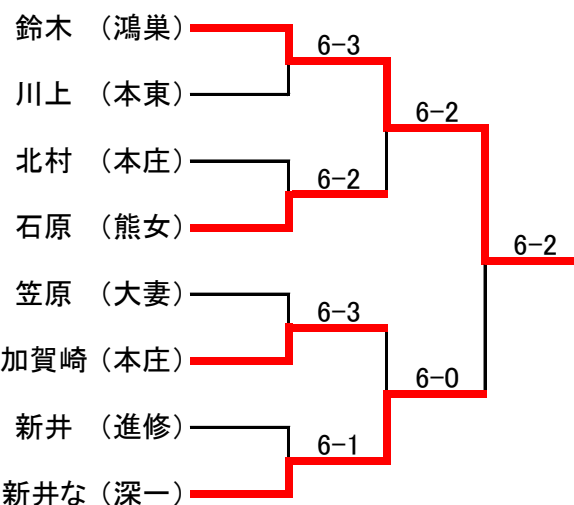 鈴木 （鴻巣）
6-3
川上 （本東）
6-2
北村 （本庄）
6-2
石原 （熊女）
6-2
笠原 （大妻）
6-3
加賀崎（本庄）
6-0
新井 （進修）
6-1
新井な（深一）